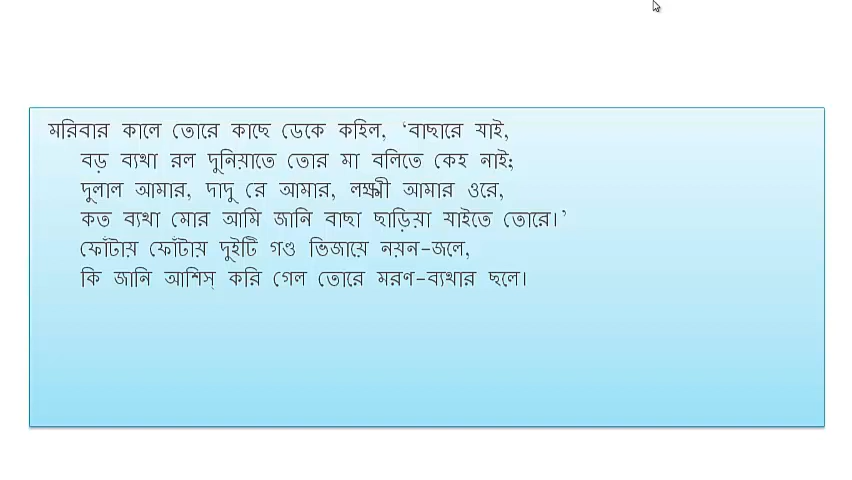 মরিবার কালে তোরে কাছে ডেকে কহিল, ‘বাছারে যাই,
বড় ব্যথা রল দুনিয়াতে তোর মা বলিতে কেহ নাই;
দুলাল আমার, দাদু রে আমার, লক্ষ্মী আমার ওরে,
কত ব্যথা মোর আমি জানি বাছা ছাড়িয়া যাইতে তোরে।’
ফোঁটায় ফোঁটায় দুইটি গণ্ড ভিজায়ে নয়ন-জলে,
কি জানি আশিস্ করি গেল তোরে মরণ-ব্যথার ছলে।